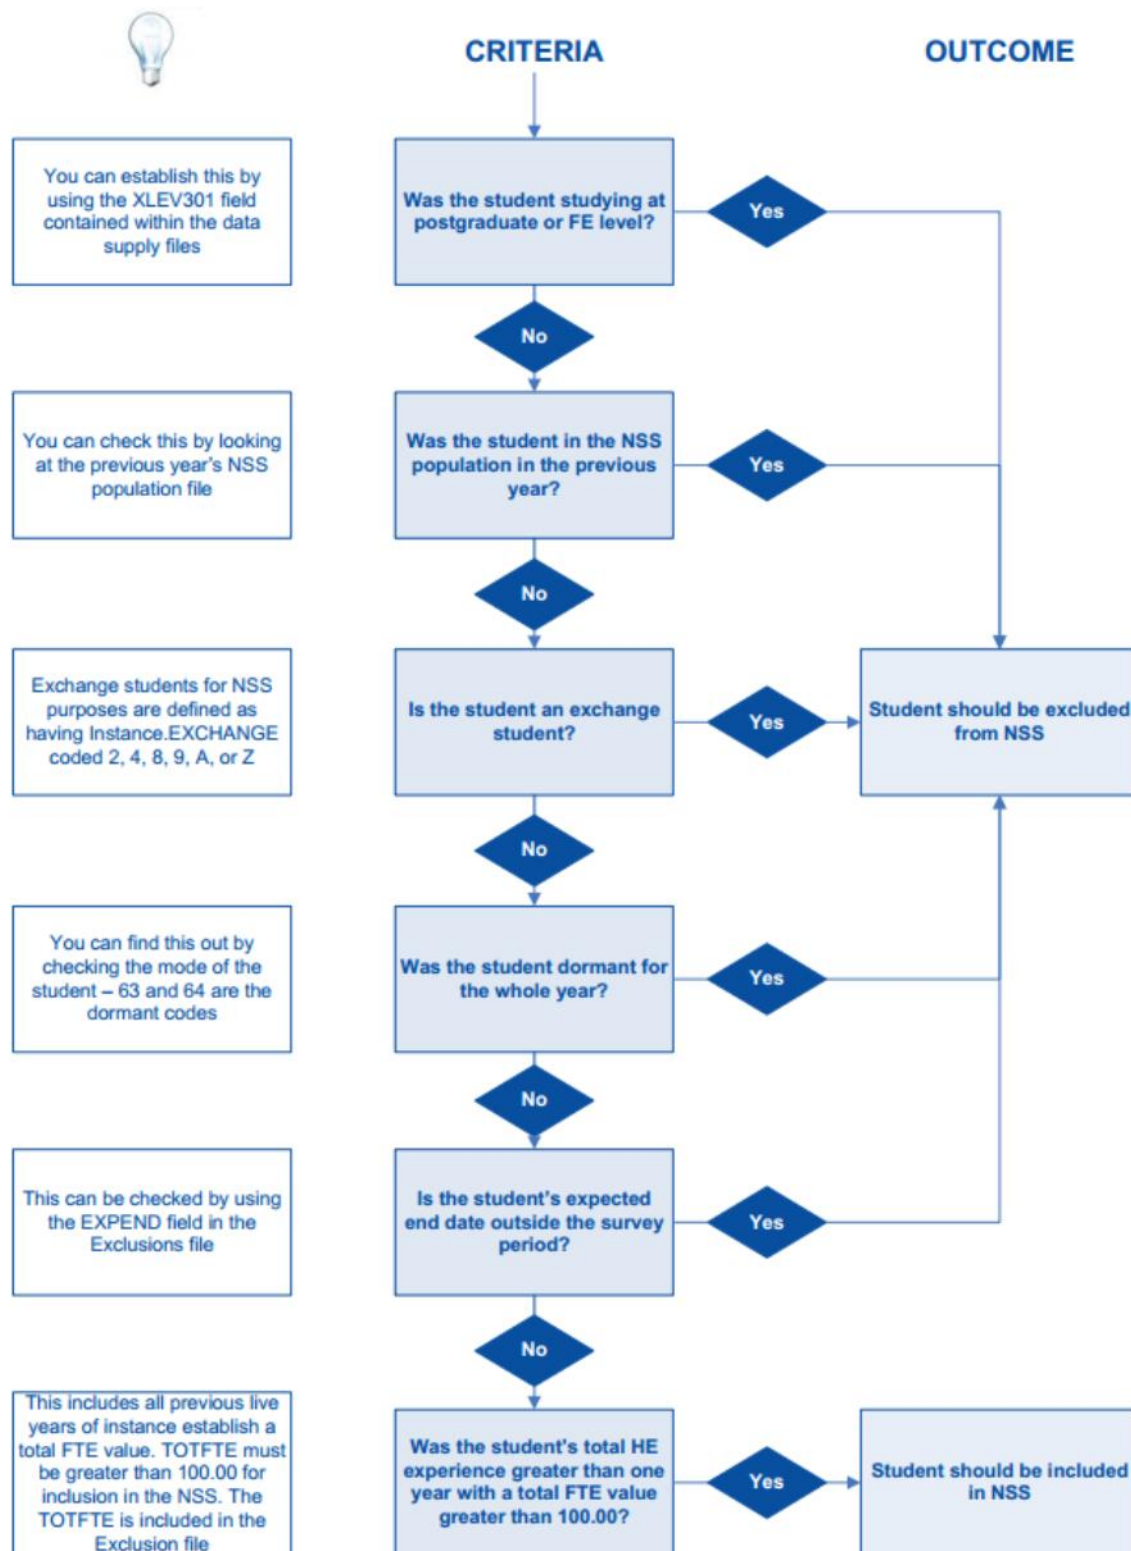 CRITERIA
OUTCOME
You can establish this by
using the XLEV301 field
contained within the data
supply files
Was the student studying at
postgraduate or FE level?
Yes
No
You can check this by looking
at the previous year's NSS
population file
Was the student in the NSS
population in the previous
year?
Yes
No
Exchange students for NSS
purposes are defined as
having Instance.EXCHANGE
coded 2, 4, 8, 9, A, or Z
Is the student an exchange
student?
Yes
Student should be excluded
from NSS
No
You can find this out by
checking the mode of the
student – 63 and 64 are the
dormant codes
Was the student dormant for
the whole year?
Yes
No
This can be checked by using
the EXPEND field in the
Exclusions file
Is the student's expected
end date outside the survey
period?
Yes
No
This includes all previous live
years of instance establish a
total FTE value. TOTFTE must
be greater than 100.00 for
inclusion in the NSS. The
TOTFTE is included in the
Exclusion file
Was the student's total HE
experience greater than one
year with a total FTE value
greater than 100.00?
Yes
Student should be included
in NSS